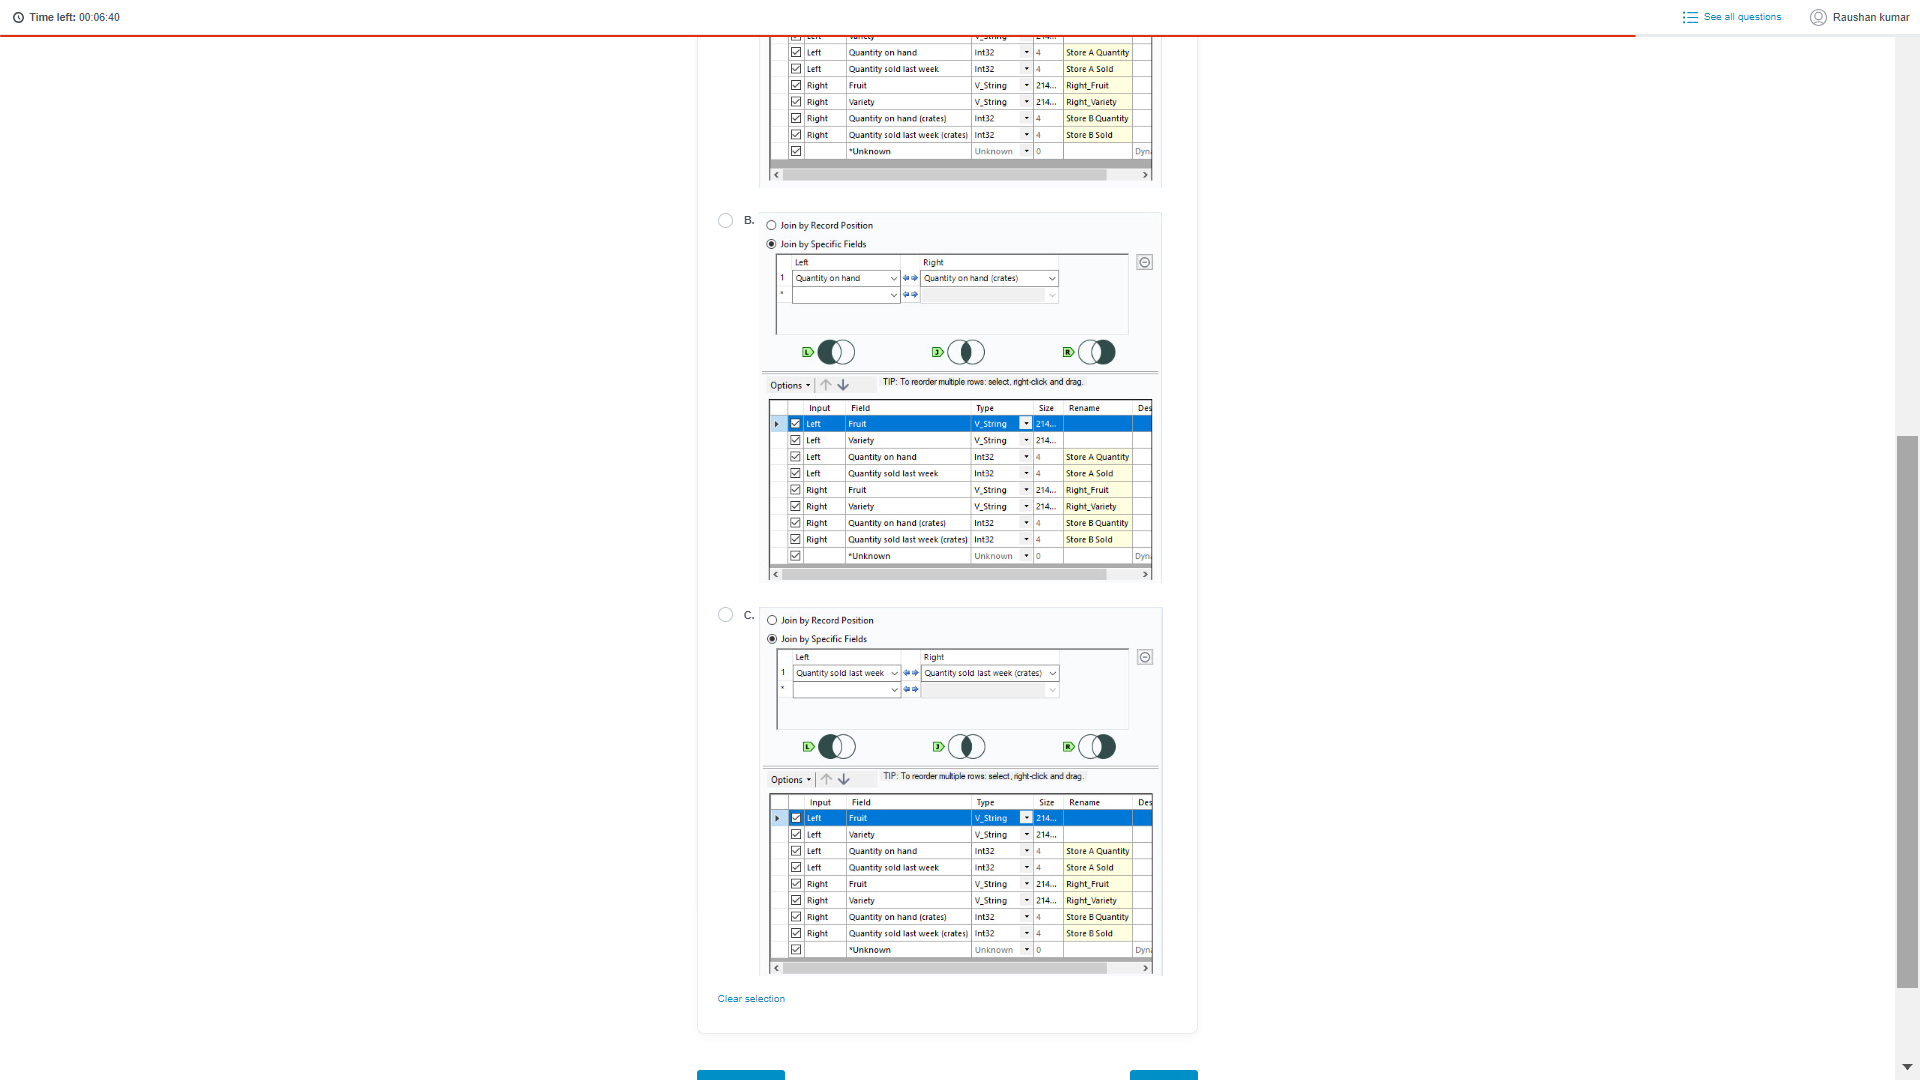 Time left: 00:06:40
See all questions
Raushan kumar
Left Quantity on hand Int32 4 Store A Quantity
Left Quantity sold last week Int32 4 Store A Sold
Right Fruit V_String 214... Right_Fruit
Right Variety V_String 214... Right_Variety
Right Quantity on hand (crates) Int32 4 Store B Quantity
Right Quantity sold last week (crates) Int32 4 Store B Sold
*Unknown Unknown 0 Dyna
B.
Join by Record Position
Join by Specific Fields
Left Right
1 Quantity on hand Quantity on hand (crates)
*
L J R
Options TIP: To reorder multiple rows: select, right-click and drag.
Input Field Type Size Rename Des
Left Fruit V_String 214...
Left Variety V_String 214...
Left Quantity on hand Int32 4 Store A Quantity
Left Quantity sold last week Int32 4 Store A Sold
Right Fruit V_String 214... Right_Fruit
Right Variety V_String 214... Right_Variety
Right Quantity on hand (crates) Int32 4 Store B Quantity
Right Quantity sold last week (crates) Int32 4 Store B Sold
*Unknown Unknown 0 Dyna
C.
Join by Record Position
Join by Specific Fields
Left Right
1 Quantity sold last week Quantity sold last week (crates)
*
L J R
Options TIP: To reorder multiple rows: select, right-click and drag.
Input Field Type Size Rename Des
Left Fruit V_String 214...
Left Variety V_String 214...
Left Quantity on hand Int32 4 Store A Quantity
Left Quantity sold last week Int32 4 Store A Sold
Right Fruit V_String 214... Right_Fruit
Right Variety V_String 214... Right_Variety
Right Quantity on hand (crates) Int32 4 Store B Quantity
Right Quantity sold last week (crates) Int32 4 Store B Sold
*Unknown Unknown 0 Dyna
Clear selection